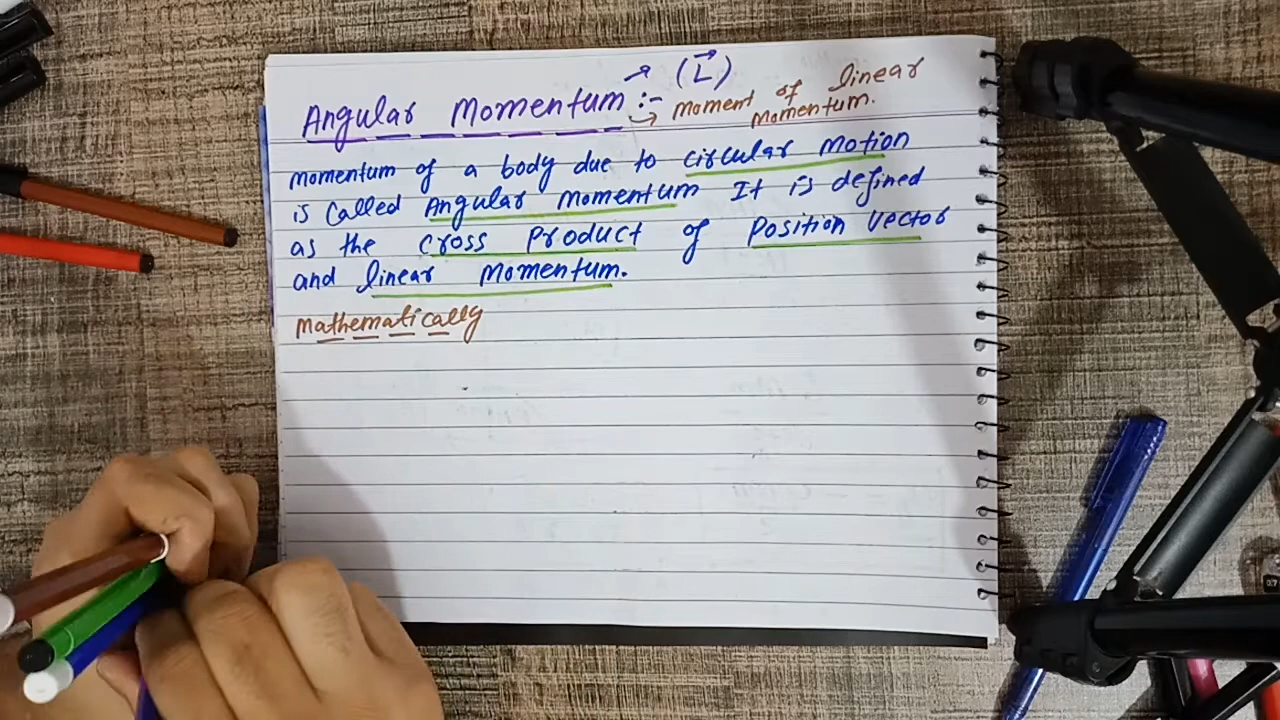 Angular Momentum :- → (L⃗)
↪ Moment of linear
Momentum.
momentum of a body due to circular motion
is called Angular momentum It is defined
as the cross product of position vector
and linear momentum.
Mathematically